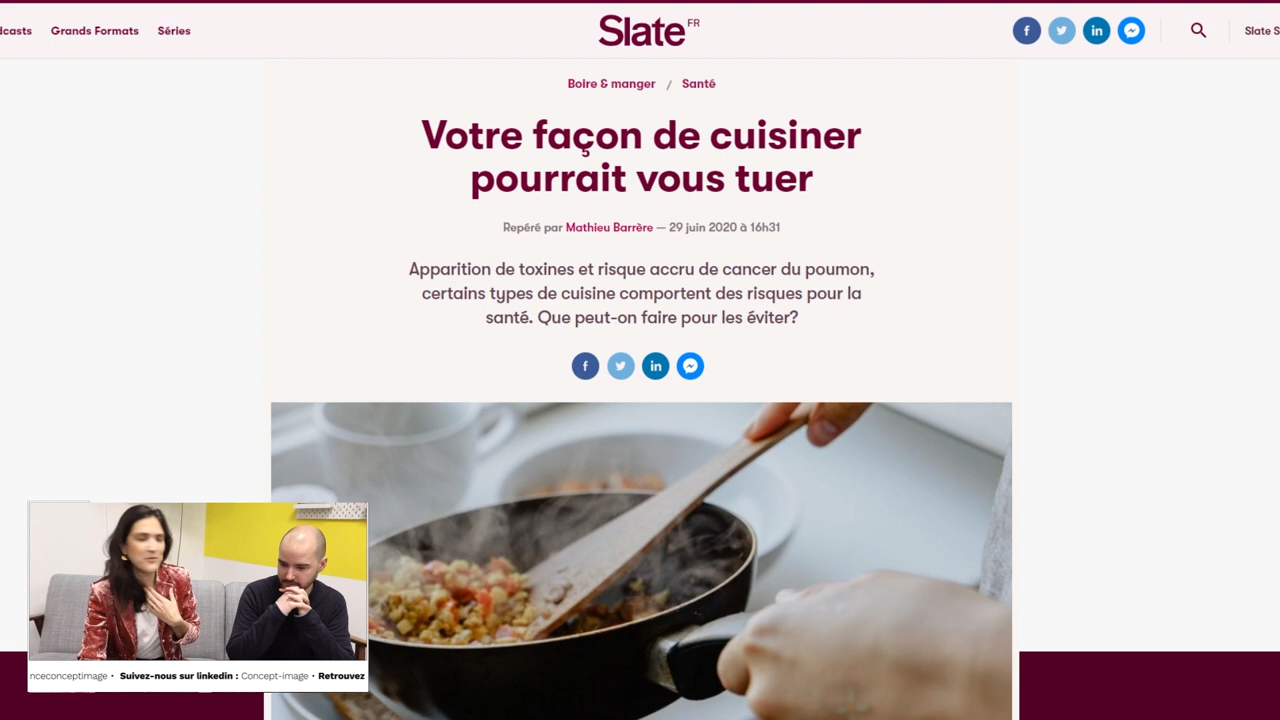 dcasts Grands Formats Séries Slate FR Slate S
Boire & manger / Santé
Votre façon de cuisiner
pourrait vous tuer
Repéré par Mathieu Barrère — 29 juin 2020 à 16h31
Apparition de toxines et risque accru de cancer du poumon,
certains types de cuisine comportent des risques pour la
santé. Que peut-on faire pour les éviter?
nceconceptimage • Suivez-nous sur linkedin : Concept-image • Retrouvez